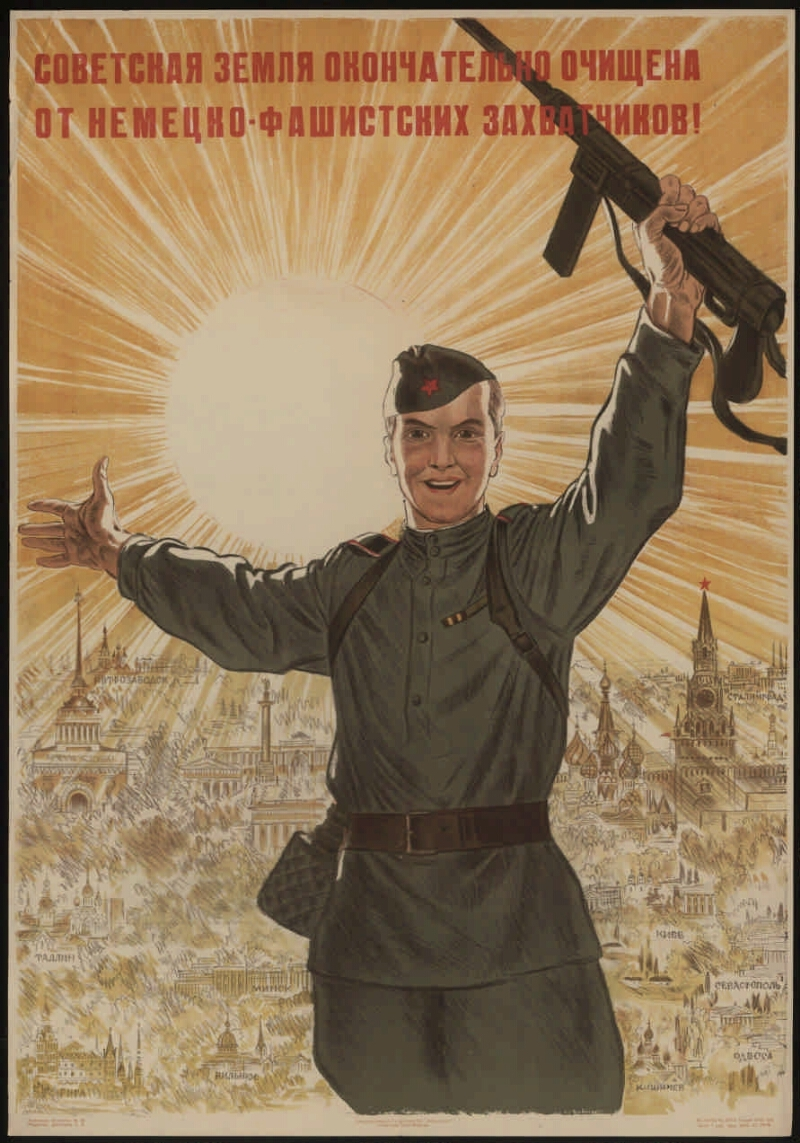 СОВЕТСКАЯ ЗЕМЛЯ ОКОНЧАТЕЛЬНО ОЧИЩЕНА
ОТ НЕМЕЦКО-ФАШИСТСКИХ ЗАХВАТЧИКОВ!
ПЕТРОЗАВОДСК
СТАЛИНГРАД
КИЕВ
ТАЛЛИН
МИНСК
СЕВАСТОПОЛЬ
ОДЕССА
ВИЛЬНЮС
КИШИНЕВ
РИГА